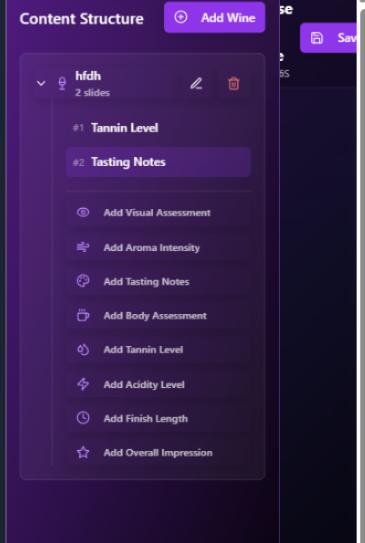 Content Structure
Add Wine
se
Sav
hfdh
2 slides
#1 Tannin Level
#2 Tasting Notes
Add Visual Assessment
Add Aroma Intensity
Add Tasting Notes
Add Body Assessment
Add Tannin Level
Add Acidity Level
Add Finish Length
Add Overall Impression